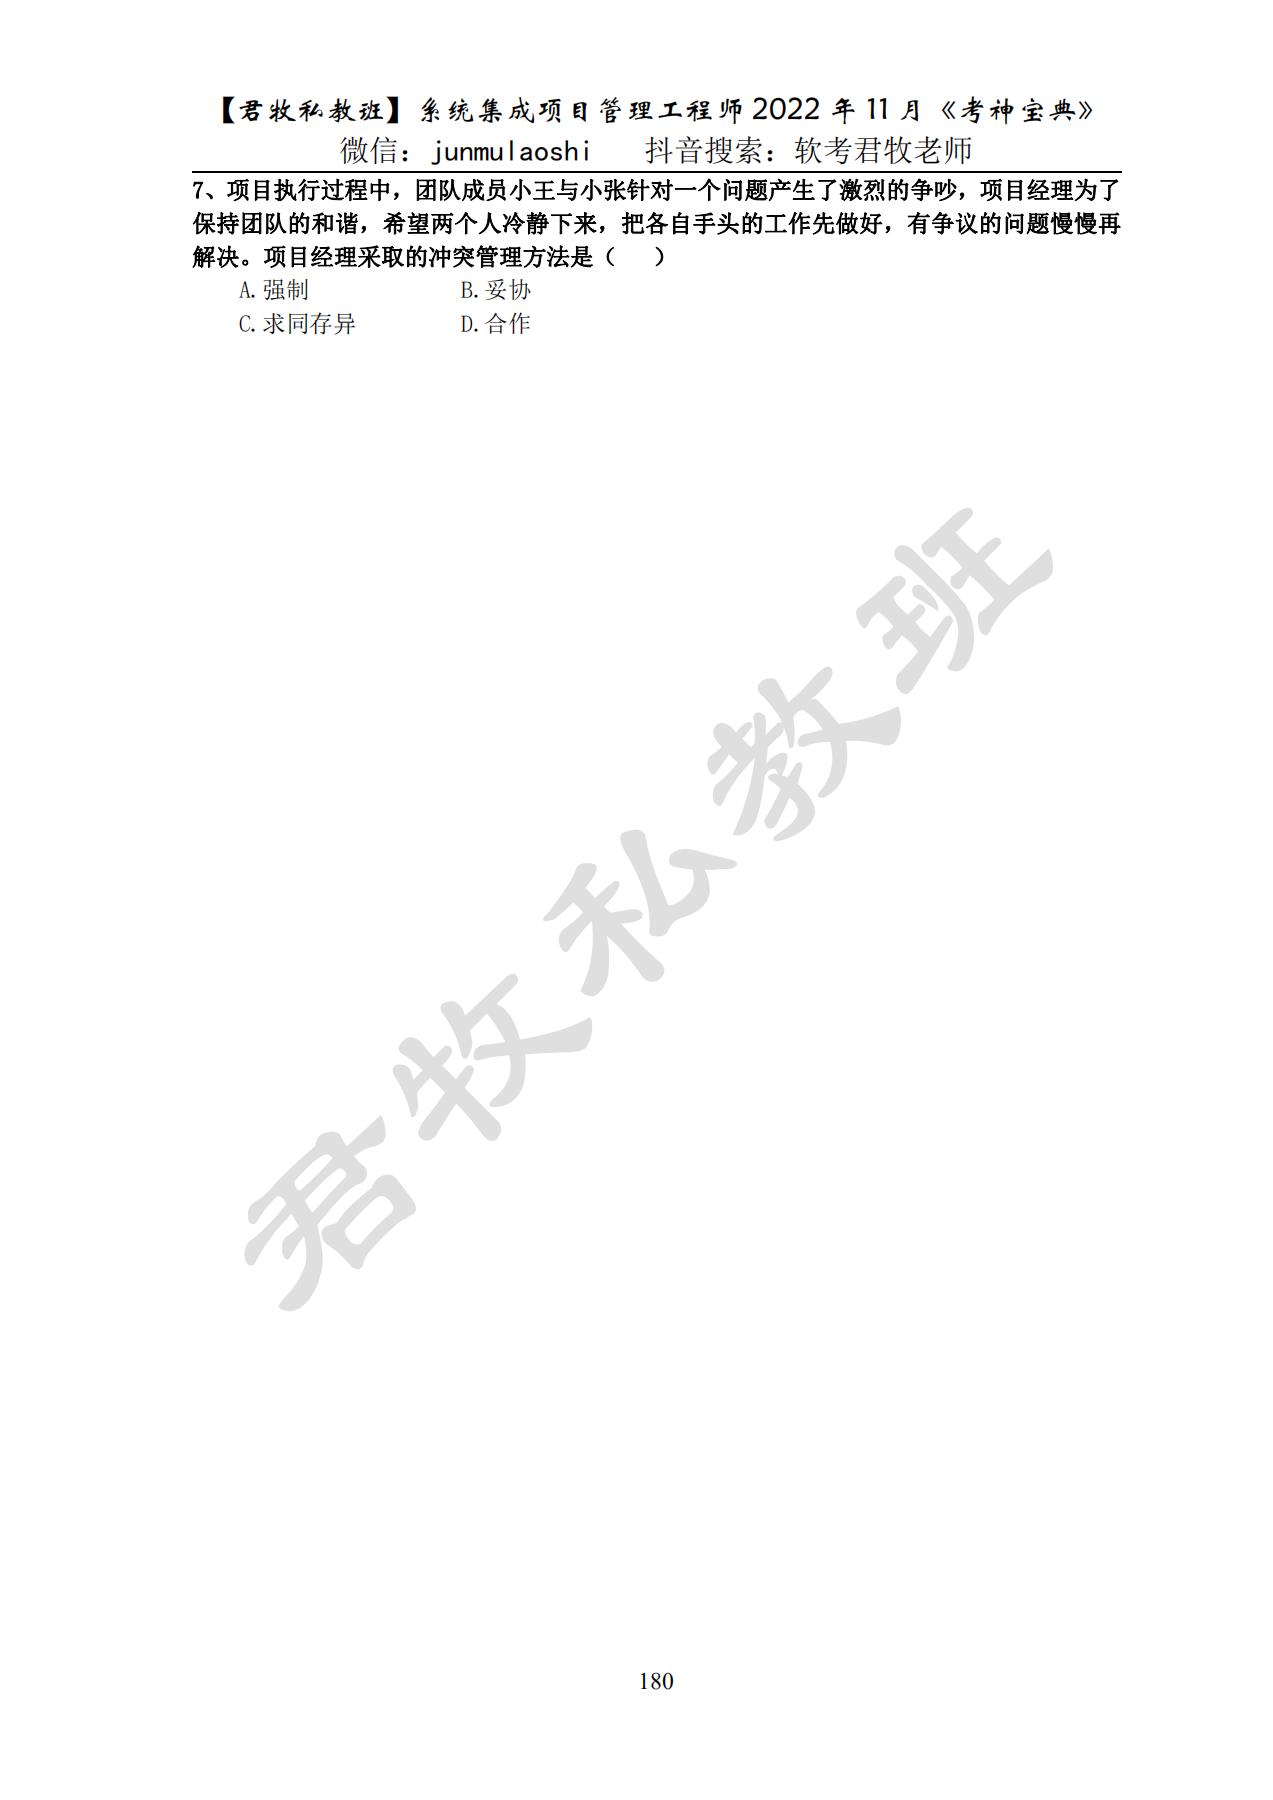 【君牧私教班】系统集成项目管理工程师 2022 年 11 月《考神宝典》
微信：junmulaoshi 抖音搜索：软考君牧老师
7、项目执行过程中，团队成员小王与小张针对一个问题产生了激烈的争吵，项目经理为了
保持团队的和谐，希望两个人冷静下来，把各自手头的工作先做好，有争议的问题慢慢再
解决。项目经理采取的冲突管理方法是（ ）
A.强制 B.妥协
C.求同存异 D.合作
君牧私教班
180